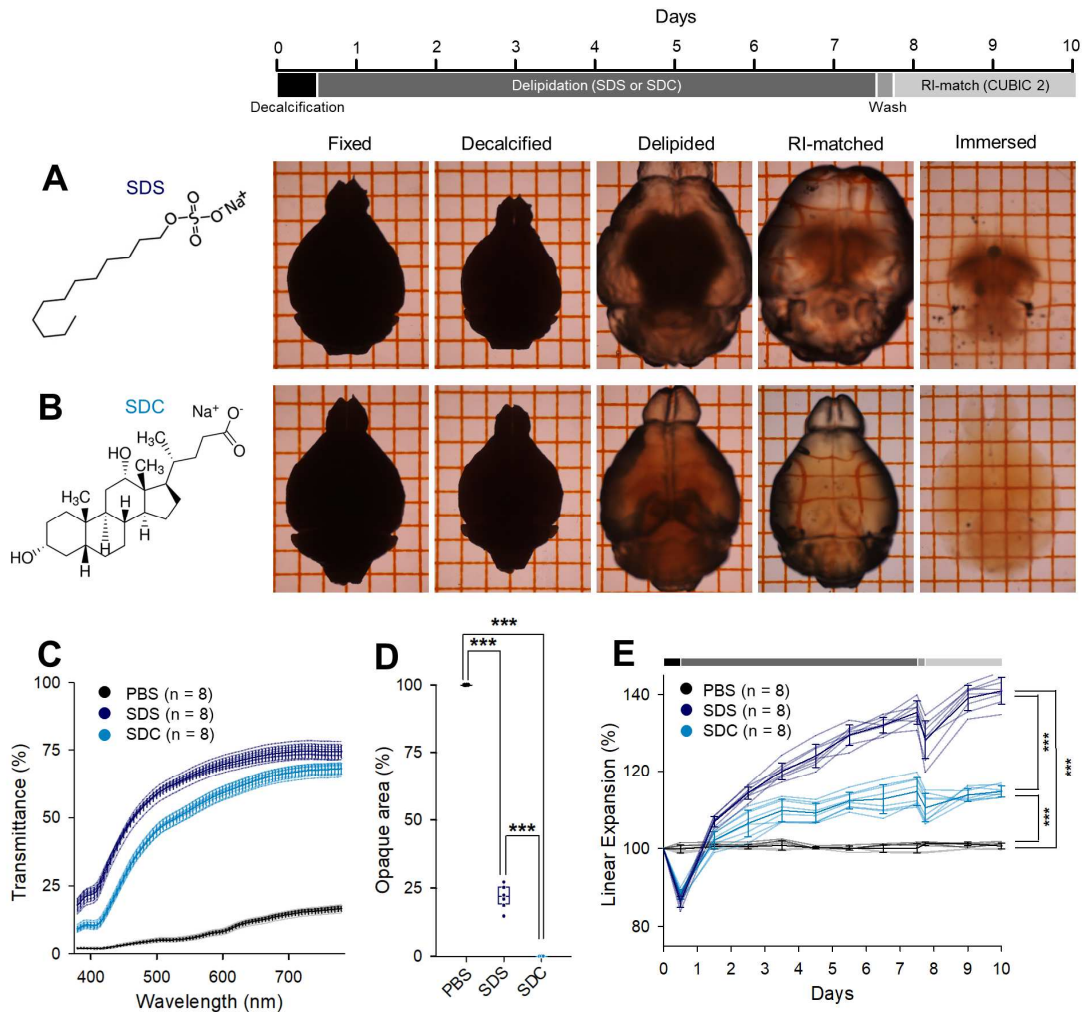 Days
0 1 2 3 4 5 6 7 8 9 10
Delipidation (SDS or SDC)
RI-match (CUBIC 2)
Decalcification
Wash
Fixed
Decalcified
Delipided
RI-matched
Immersed
A
SDS
O
S
O
O
O-
Na+
B
SDC
Na+
O-
O
H3C
HO
CH3
H3C
H
H
H
HO
H
C
PBS (n = 8)
SDS (n = 8)
SDC (n = 8)
Transmittance (%)
100
75
50
25
0
400 500 600 700
Wavelength (nm)
D
***
***
***
Opaque area (%)
100
75
50
25
0
PBS
SDS
SDC
E
PBS (n = 8)
SDS (n = 8)
SDC (n = 8)
Linear Expansion (%)
140
120
100
80
0 1 2 3 4 5 6 7 8 9 10
Days
***
***
***